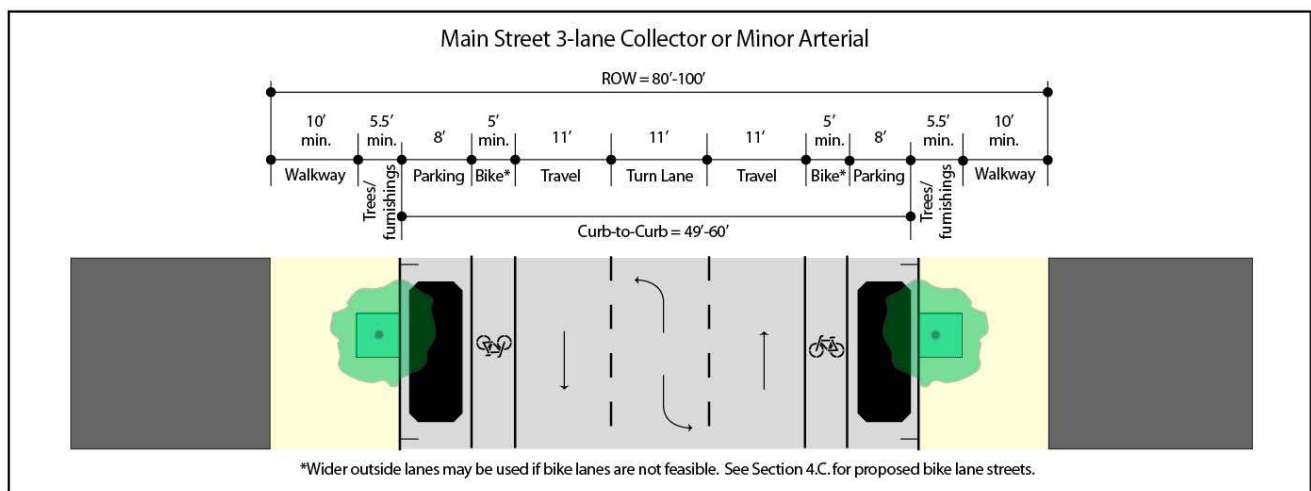 Main Street 3-lane Collector or Minor Arterial
ROW = 80’-100’
10’ min.
5.5’ min.
8’
5’ min.
11’
11’
11’
5’ min.
8’
5.5’ min.
10’ min.
Walkway
Trees/
furnishings
Parking
Bike*
Travel
Turn Lane
Travel
Bike*
Parking
Trees/
furnishings
Walkway
Curb-to-Curb = 49’-60’
*Wider outside lanes may be used if bike lanes are not feasible. See Section 4.C. for proposed bike lane streets.